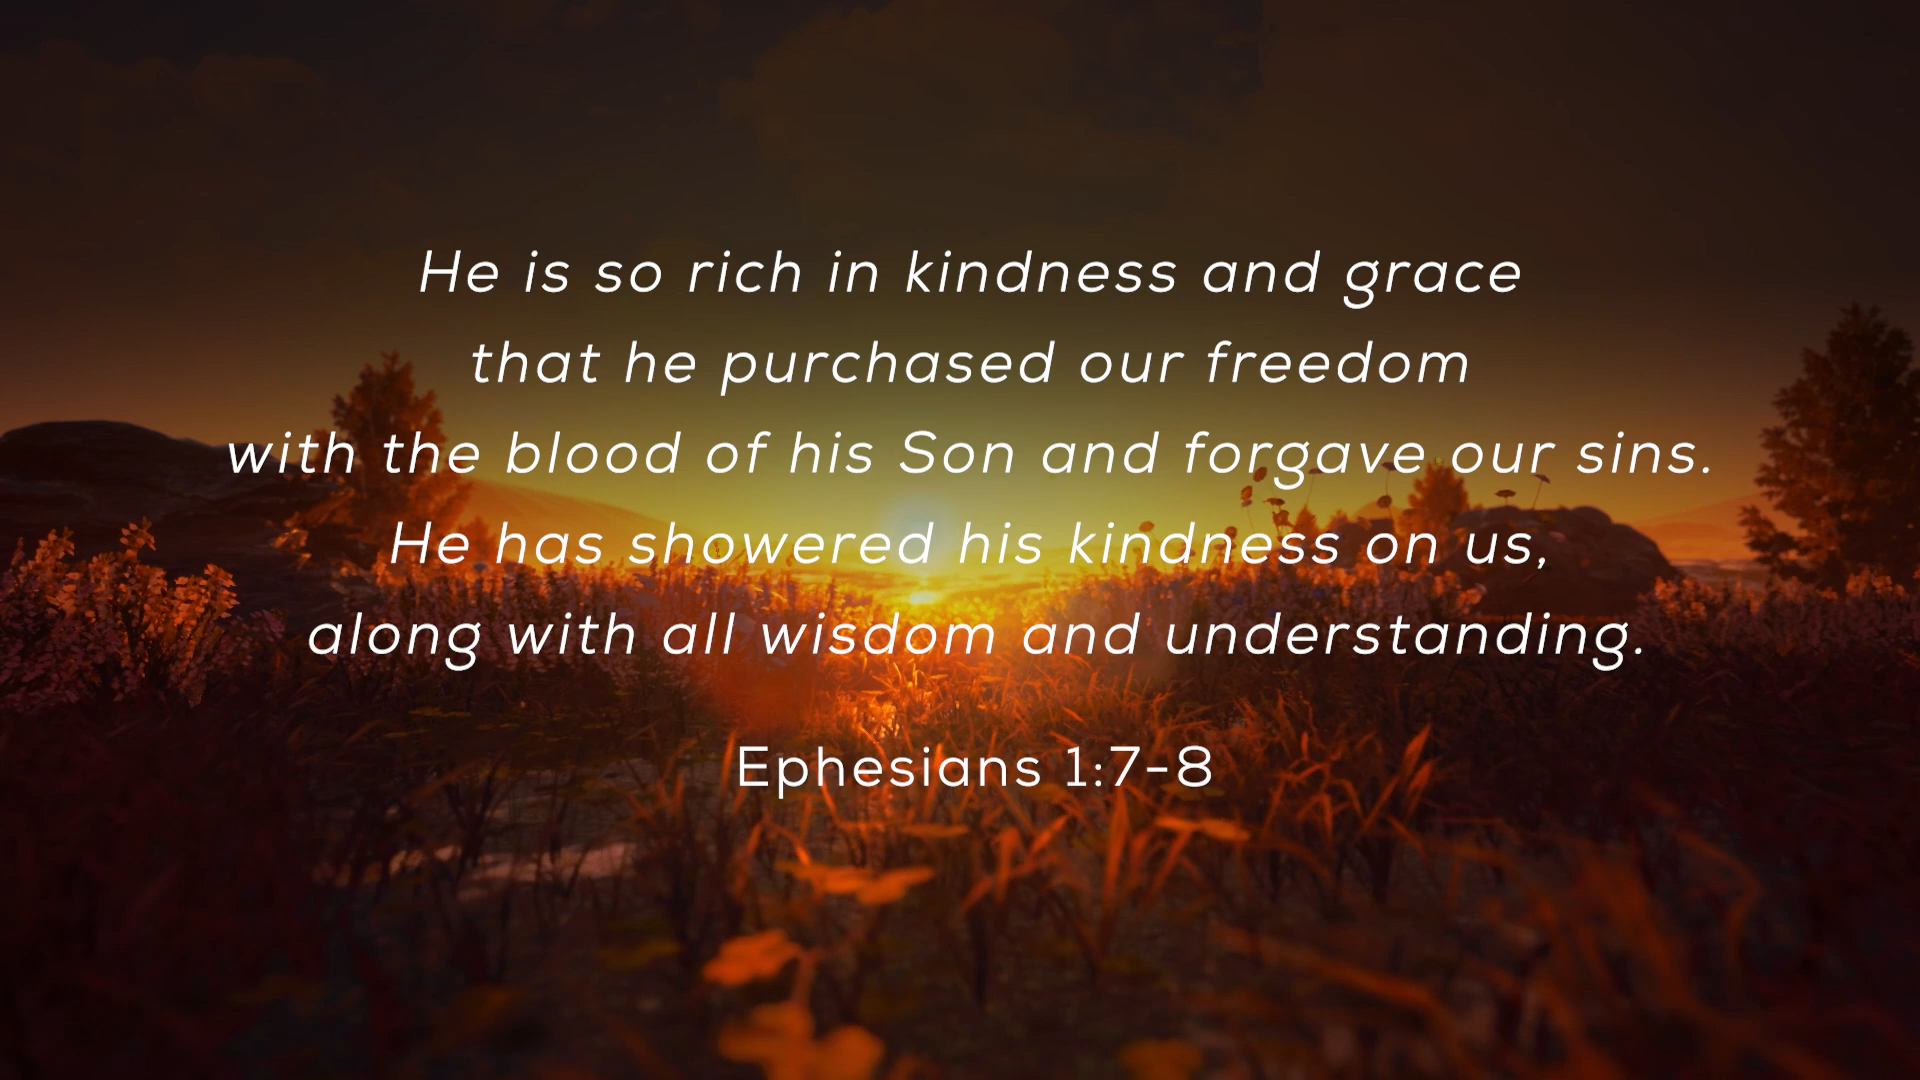 He is so rich in kindness and grace
that he purchased our freedom
with the blood of his Son and forgave our sins.
He has showered his kindness on us,
along with all wisdom and understanding.
Ephesians 1:7-8